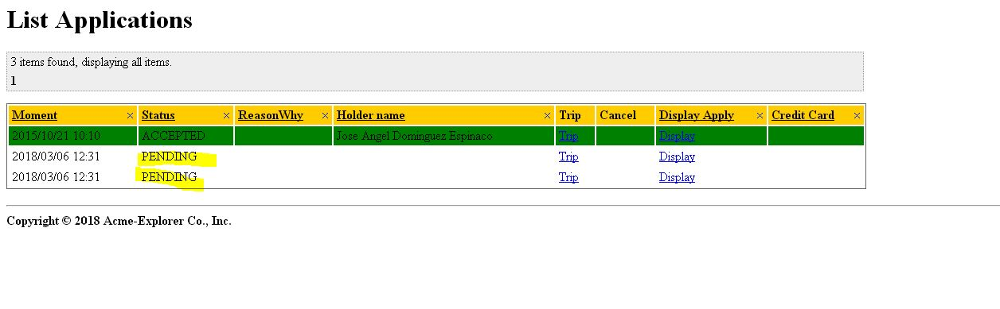 List Applications
3 items found, displaying all items.
1
Moment Status ReasonWhy Holder name Trip Cancel Display Apply Credit Card
2015/10/21 10:10 ACCEPTED Jose Angel Dominguez Espinaco Trip Display
2018/03/06 12:31 PENDING Trip Display
2018/03/06 12:31 PENDING Trip Display
Copyright © 2018 Acme-Explorer Co., Inc.